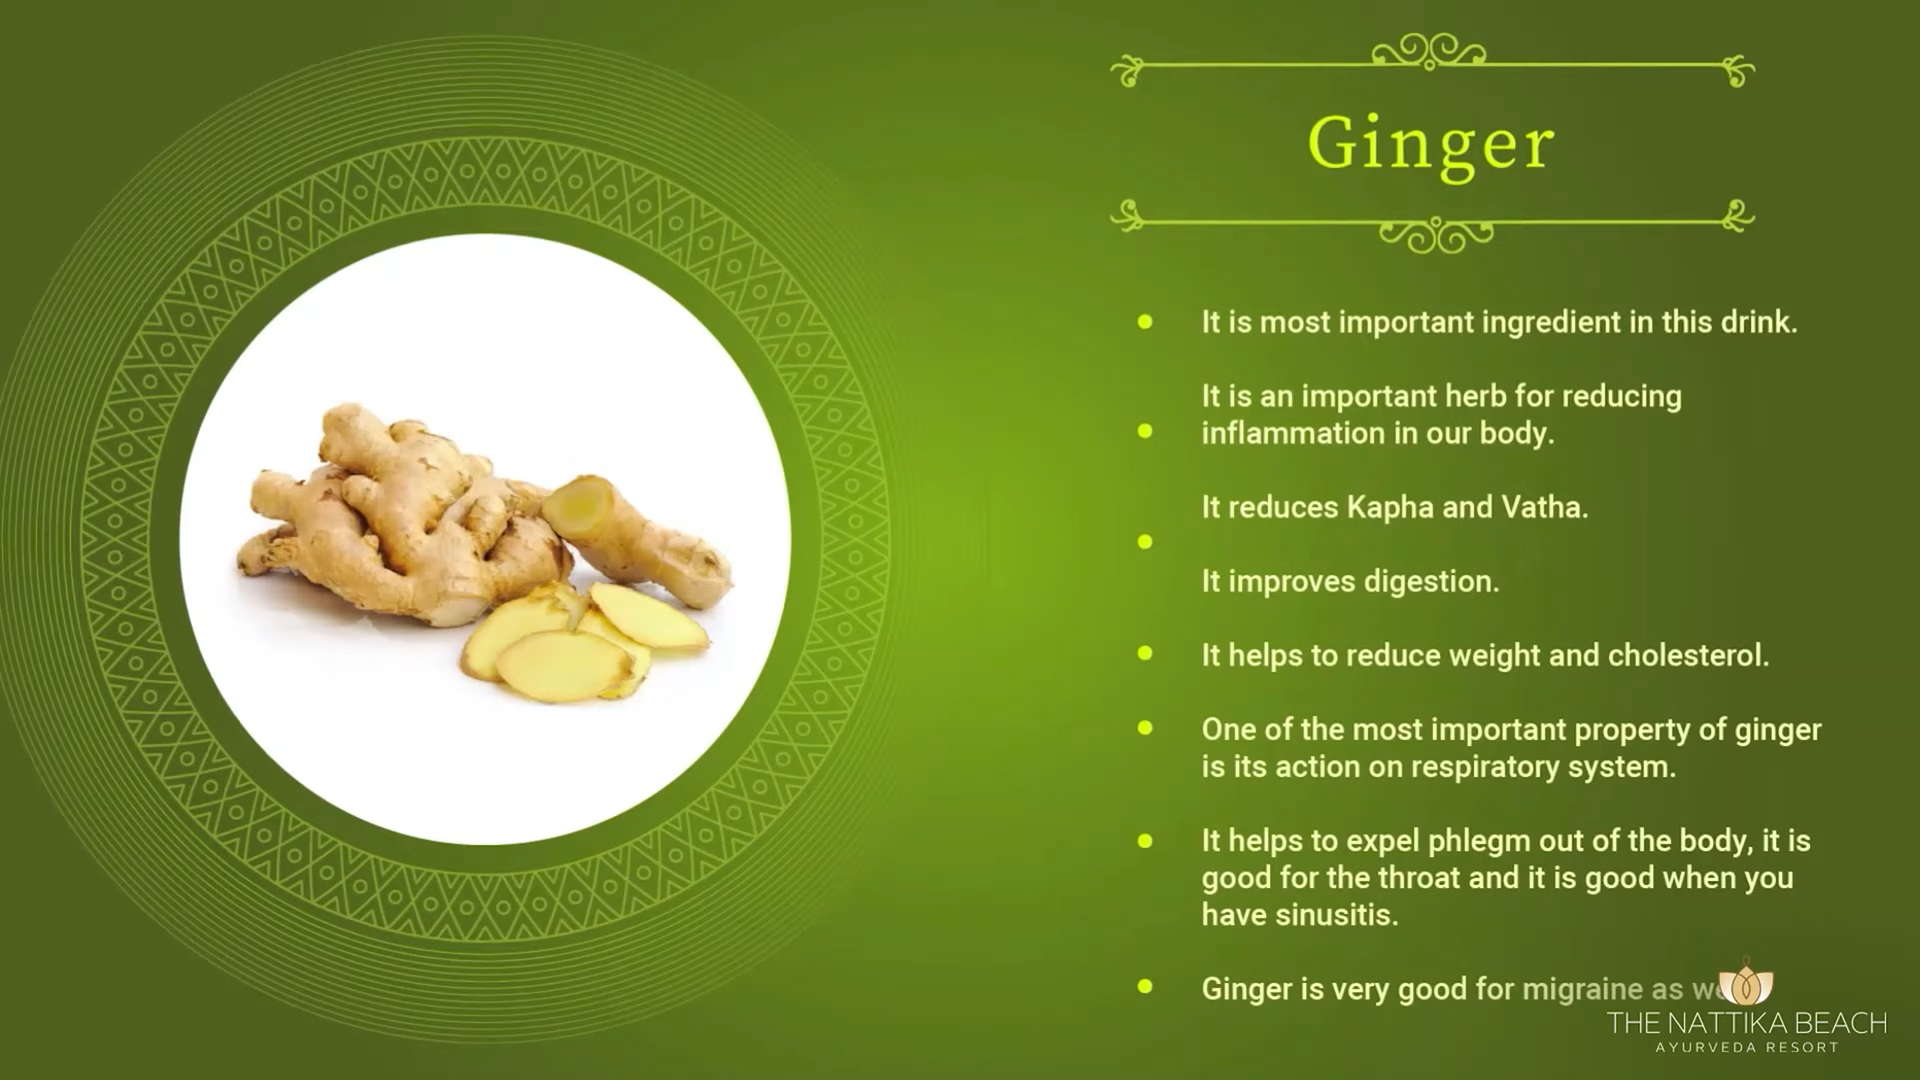 Ginger
It is most important ingredient in this drink.
It is an important herb for reducing
inflammation in our body.
It reduces Kapha and Vatha.
It improves digestion.
It helps to reduce weight and cholesterol.
One of the most important property of ginger
is its action on respiratory system.
It helps to expel phlegm out of the body, it is
good for the throat and it is good when you
have sinusitis.
Ginger is very good for migraine as
THE NATTIKA BEACH
AYURVEDA RESORT